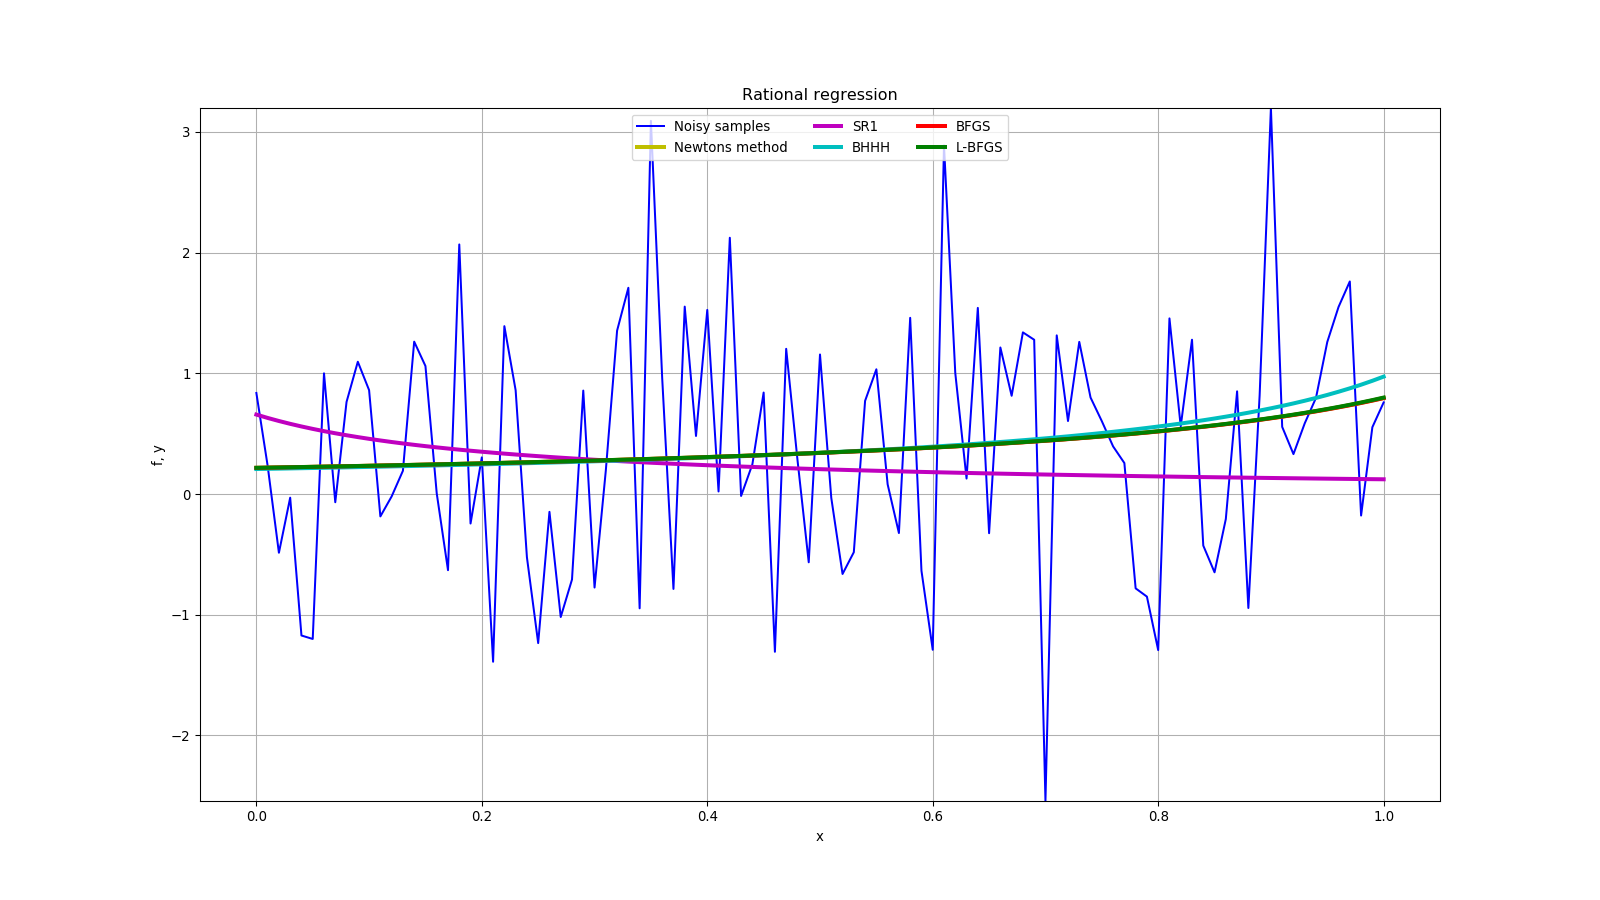 Rational regression
Noisy samples SR1 BFGS
Newtons method BHHH L-BFGS
3
2
1
0
−1
−2
f, y
0.0 0.2 0.4 0.6 0.8 1.0
x